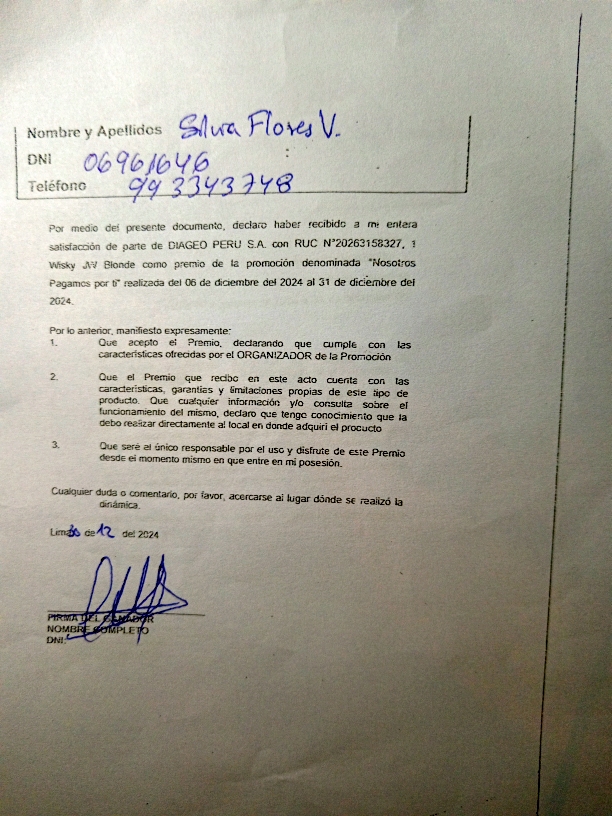 Nombre y Apellidos Silva Flores V.
DNI 06961646 :
Teléfono 993343748
Por medio del presente documento, declaro haber recibido a mi entera
satisfacción de parte de DIAGEO PERU S.A. con RUC N°20263158327, 1
Wisky JW Blonde como premio de la promoción denominada "Nosotros
Pagamos por ti" realizada del 06 de diciembre del 2024 al 31 de diciembre del
2024.
Por lo anterior, manifiesto expresamente:
1. Que acepto el Premio, declarando que cumple con las
características ofrecidas por el ORGANIZADOR de la Promoción
2. Que el Premio que recibo en este acto cuenta con las
características, garantías y limitaciones propias de este tipo de
producto. Que cualquier información y/o consulta sobre el
funcionamiento del mismo, declaro que tengo conocimiento que la
debo realizar directamente al local en donde adquirí el producto
3. Que seré el único responsable por el uso y disfrute de este Premio
desde el momento mismo en que entre en mi posesión.
Cualquier duda o comentario, por favor, acercarse al lugar dónde se realizó la
dinámica.
Lima 30 de 12 del 2024
FIRMA DEL GANADOR
NOMBRE COMPLETO
DNI: